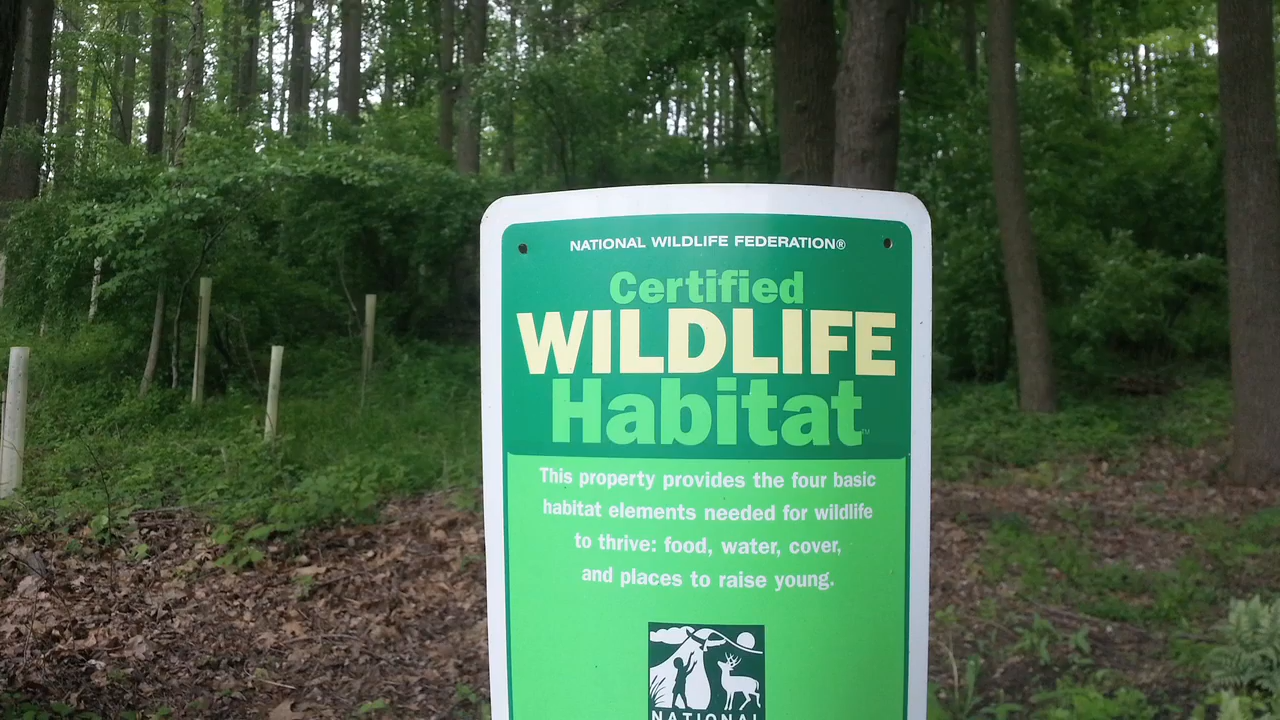 NATIONAL WILDLIFE FEDERATION®
Certified
WILDLIFE
Habitat™
This property provides the four basic
habitat elements needed for wildlife
to thrive: food, water, cover,
and places to raise young.
NATIONAL